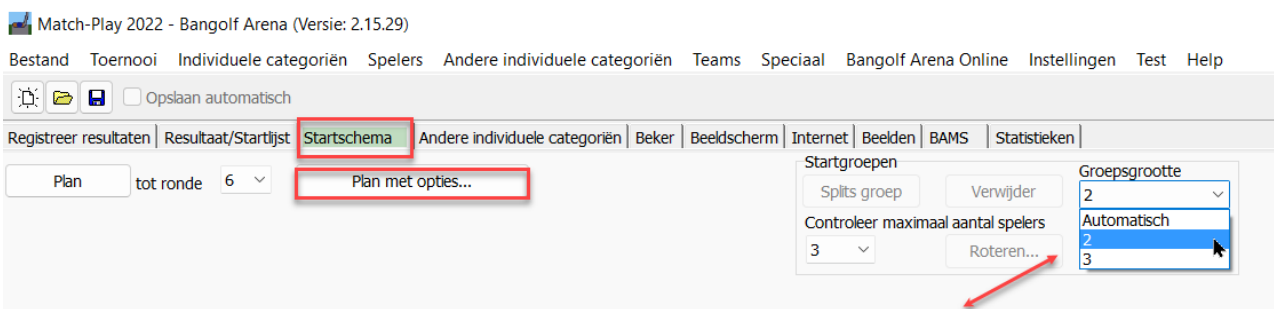 Match-Play 2022 - Bangolf Arena (Versie: 2.15.29)
Bestand Toernooi Individuele categoriën Spelers Andere individuele categoriën Teams Speciaal Bangolf Arena Online Instellingen Test Help
Opslaan automatisch
Registreer resultaten Resultaat/Startlijst Startschema Andere individuele categoriën Beker Beeldscherm Internet Beelden BAMS Statistieken
Startgroepen
Groepsgrootte
Plan tot ronde 6 Plan met opties... Splits groep Verwijder 2
Controleer maximaal aantal spelers Automatisch
2
3 Roteren... 3